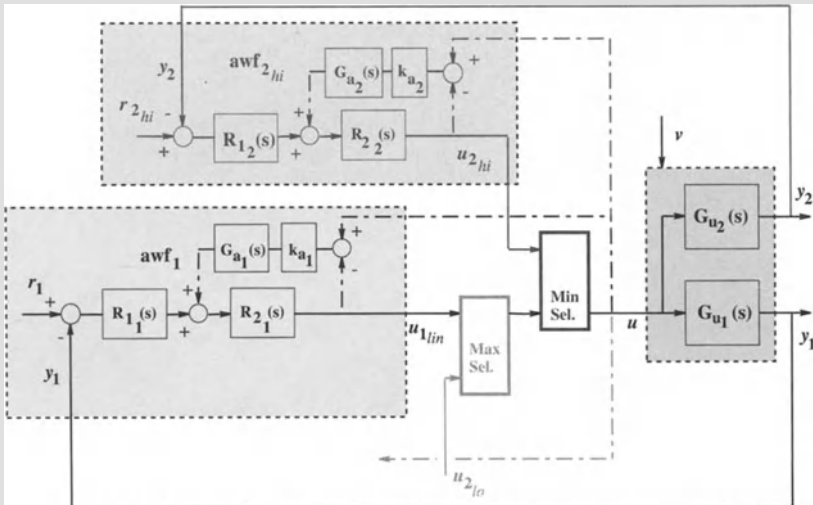 y₂
awf₂ₕᵢ
Gₐ₂(s)
kₐ₂
+
-
r₂ₕᵢ
-
+
R₁₂(s)
+
+
R₂₂(s)
u₂ₕᵢ
v
Gᵤ₂(s)
y₂
awf₁
Gₐ₁(s)
kₐ₁
+
-
r₁
+
-
R₁₁(s)
+
+
R₂₁(s)
u₁ₗᵢₙ
Max
Sel.
Min
Sel.
u
Gᵤ₁(s)
y₁
y₁
u₂ₗₒ